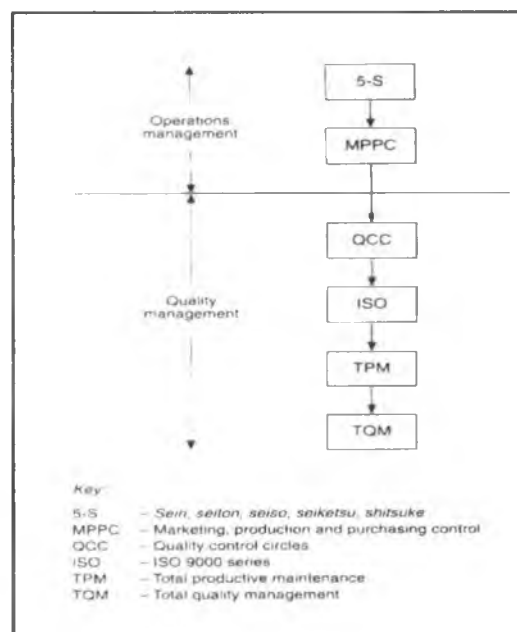 5-S
Operations
management
MPPC
QCC
Quality
management
ISO
TPM
TQM
Key:
5-S – Seiri, seiton, seiso, seiketsu, shitsuke
MPPC – Marketing, production and purchasing control
QCC – Quality control circles
ISO – ISO 9000 series
TPM – Total productive maintenance
TQM – Total quality management